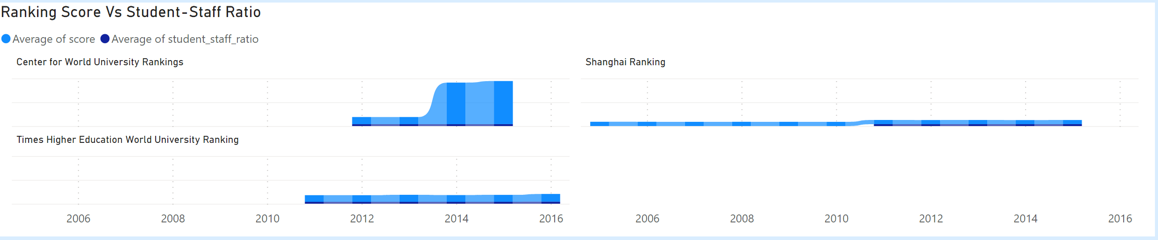 Ranking Score Vs Student-Staff Ratio
Average of score Average of student_staff_ratio
Center for World University Rankings
Shanghai Ranking
Times Higher Education World University Ranking
2006 2008 2010 2012 2014 2016
2006 2008 2010 2012 2014 2016